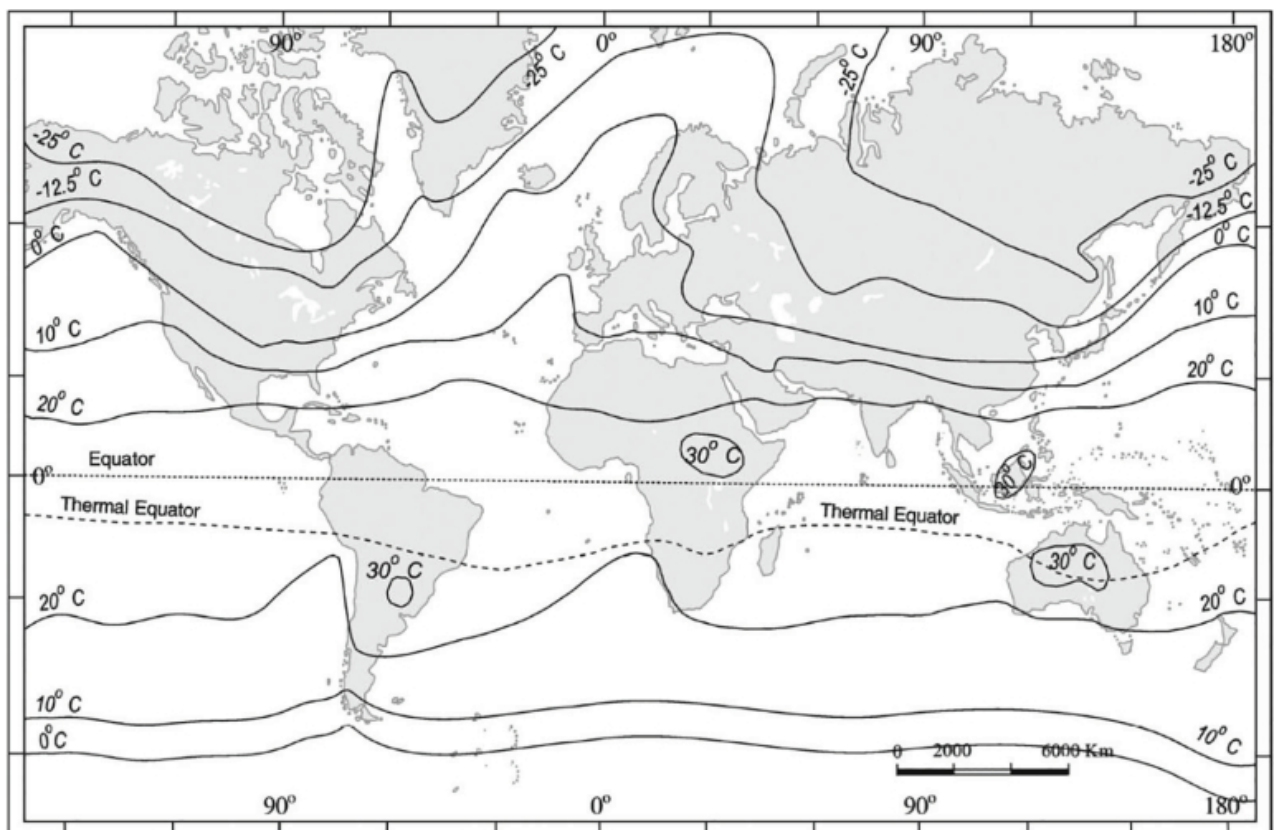 90° 0° 90° 180°
-25° C -25° C
-25° C -25° C
-12.5° C -12.5° C
0° C 0° C
10° C 10° C
20° C 20° C
30° C 30° C
Equator
0° 0°
Thermal Equator Thermal Equator
30° C 30° C
20° C 20° C
10° C 10° C
0°C
0 2000 6000 Km
90° 0° 90° 180°